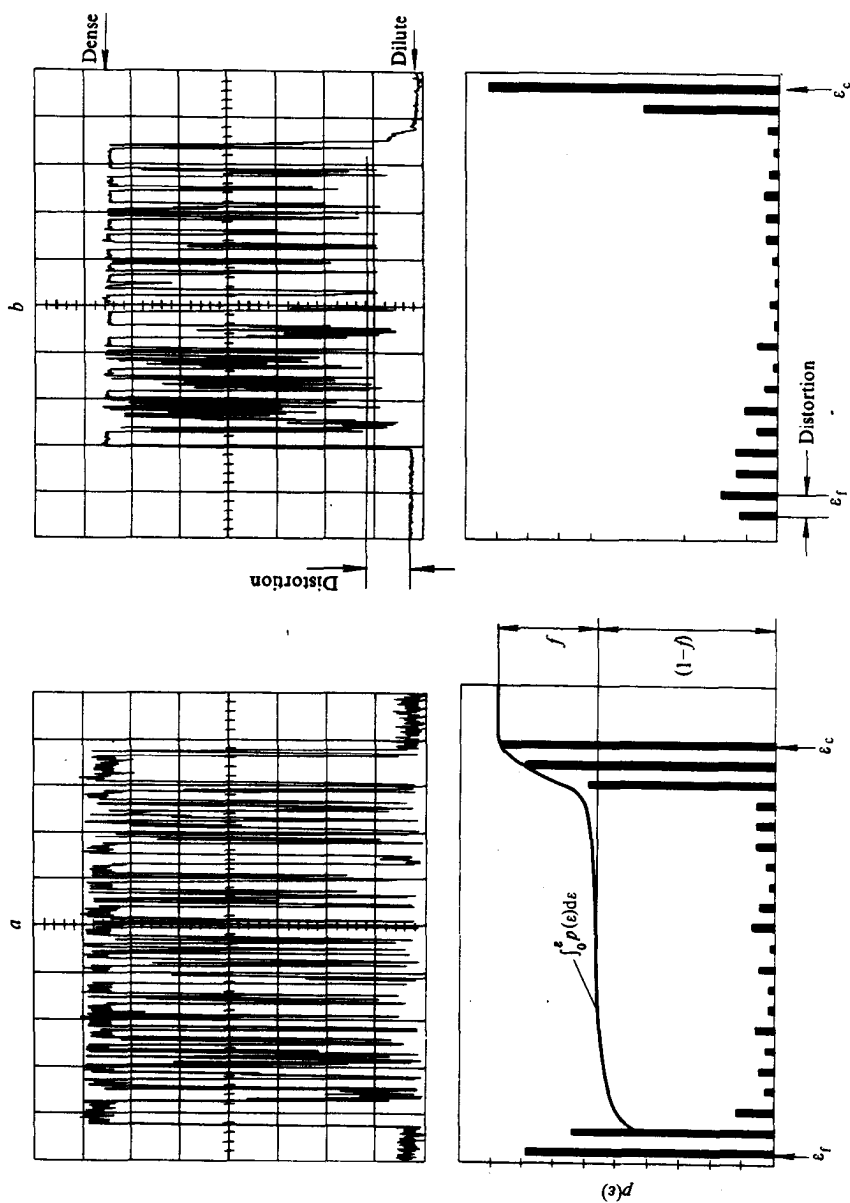 a
b
Dense
Dilute
Distortion
p(ε)
∫₀^ε p(ε)dε
f
(1−f)
ε_f
ε_c
Distortion
ε_f
ε_c